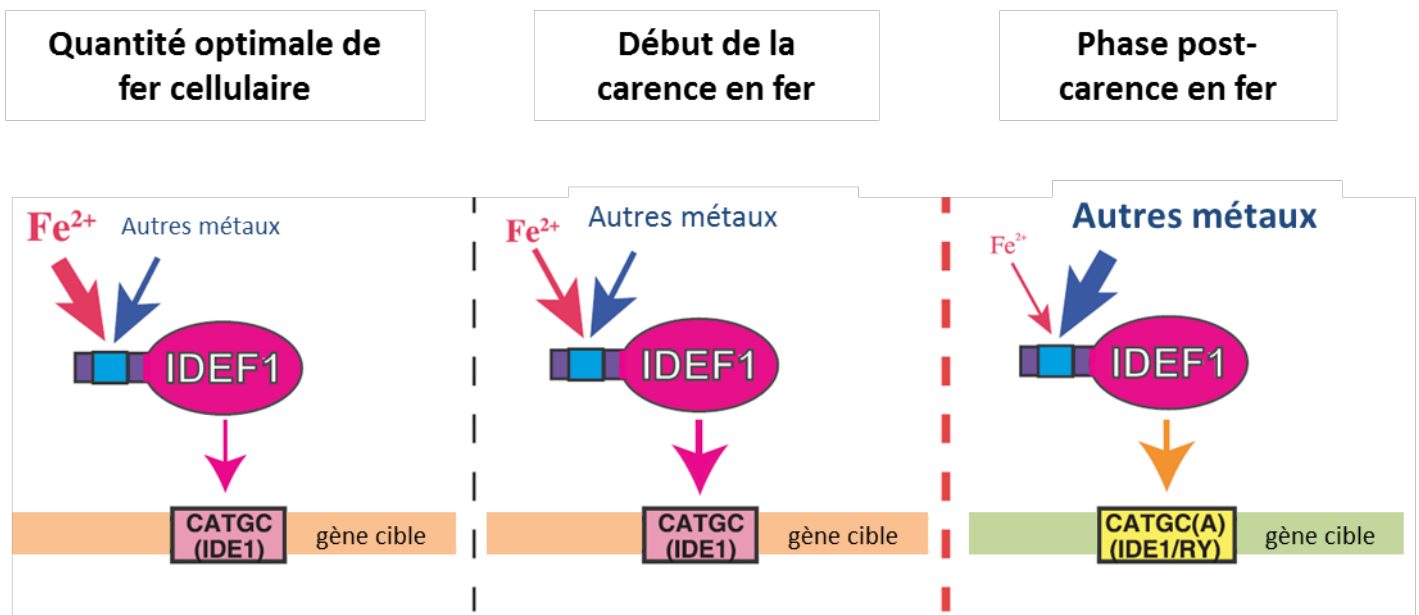 Quantité optimale de
fer cellulaire
Début de la
carence en fer
Phase post-
carence en fer
Fe²⁺ Autres métaux
IDEF1
CATGC
(IDE1)
gène cible
Fe²⁺ Autres métaux
IDEF1
CATGC
(IDE1)
gène cible
Fe²⁺ Autres métaux
IDEF1
CATGC(A)
(IDE1/RY)
gène cible